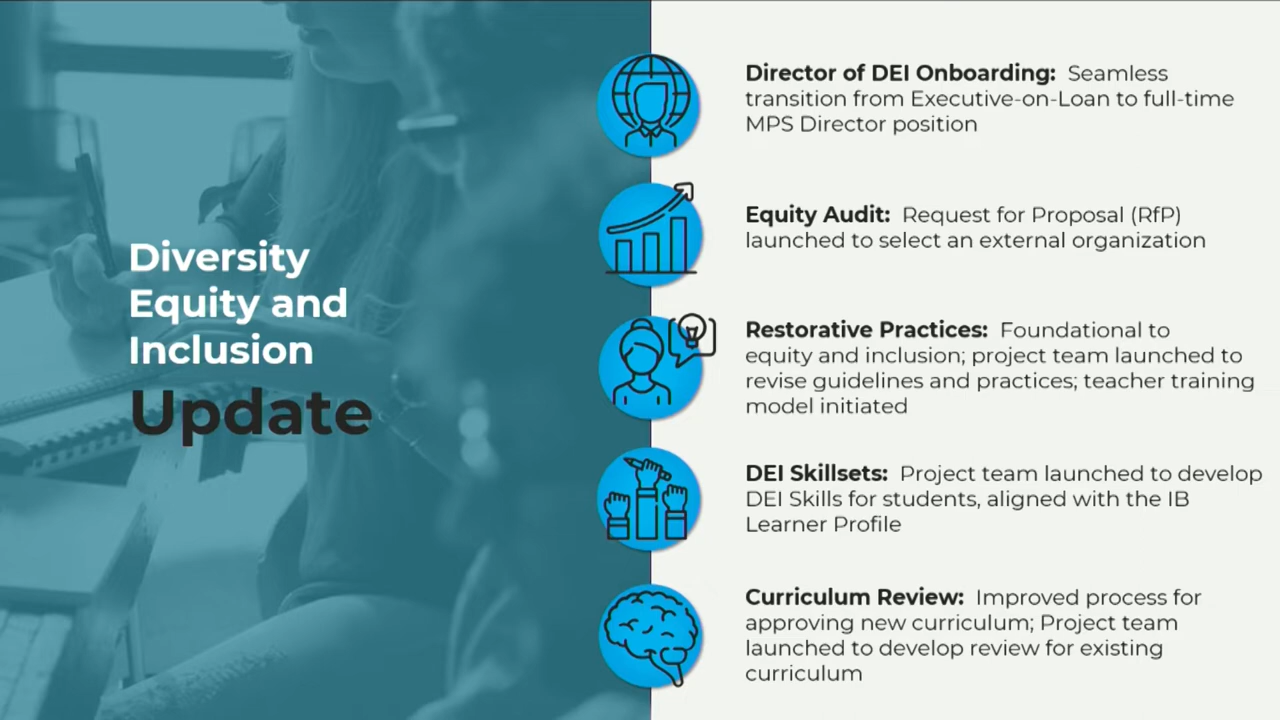 Diversity
Equity and
Inclusion
Update
Director of DEI Onboarding: Seamless
transition from Executive-on-Loan to full-time
MPS Director position
Equity Audit: Request for Proposal (RfP)
launched to select an external organization
Restorative Practices: Foundational to
equity and inclusion; project team launched to
revise guidelines and practices; teacher training
model initiated
DEI Skillsets: Project team launched to develop
DEI Skills for students, aligned with the IB
Learner Profile
Curriculum Review: Improved process for
approving new curriculum; Project team
launched to develop review for existing
curriculum